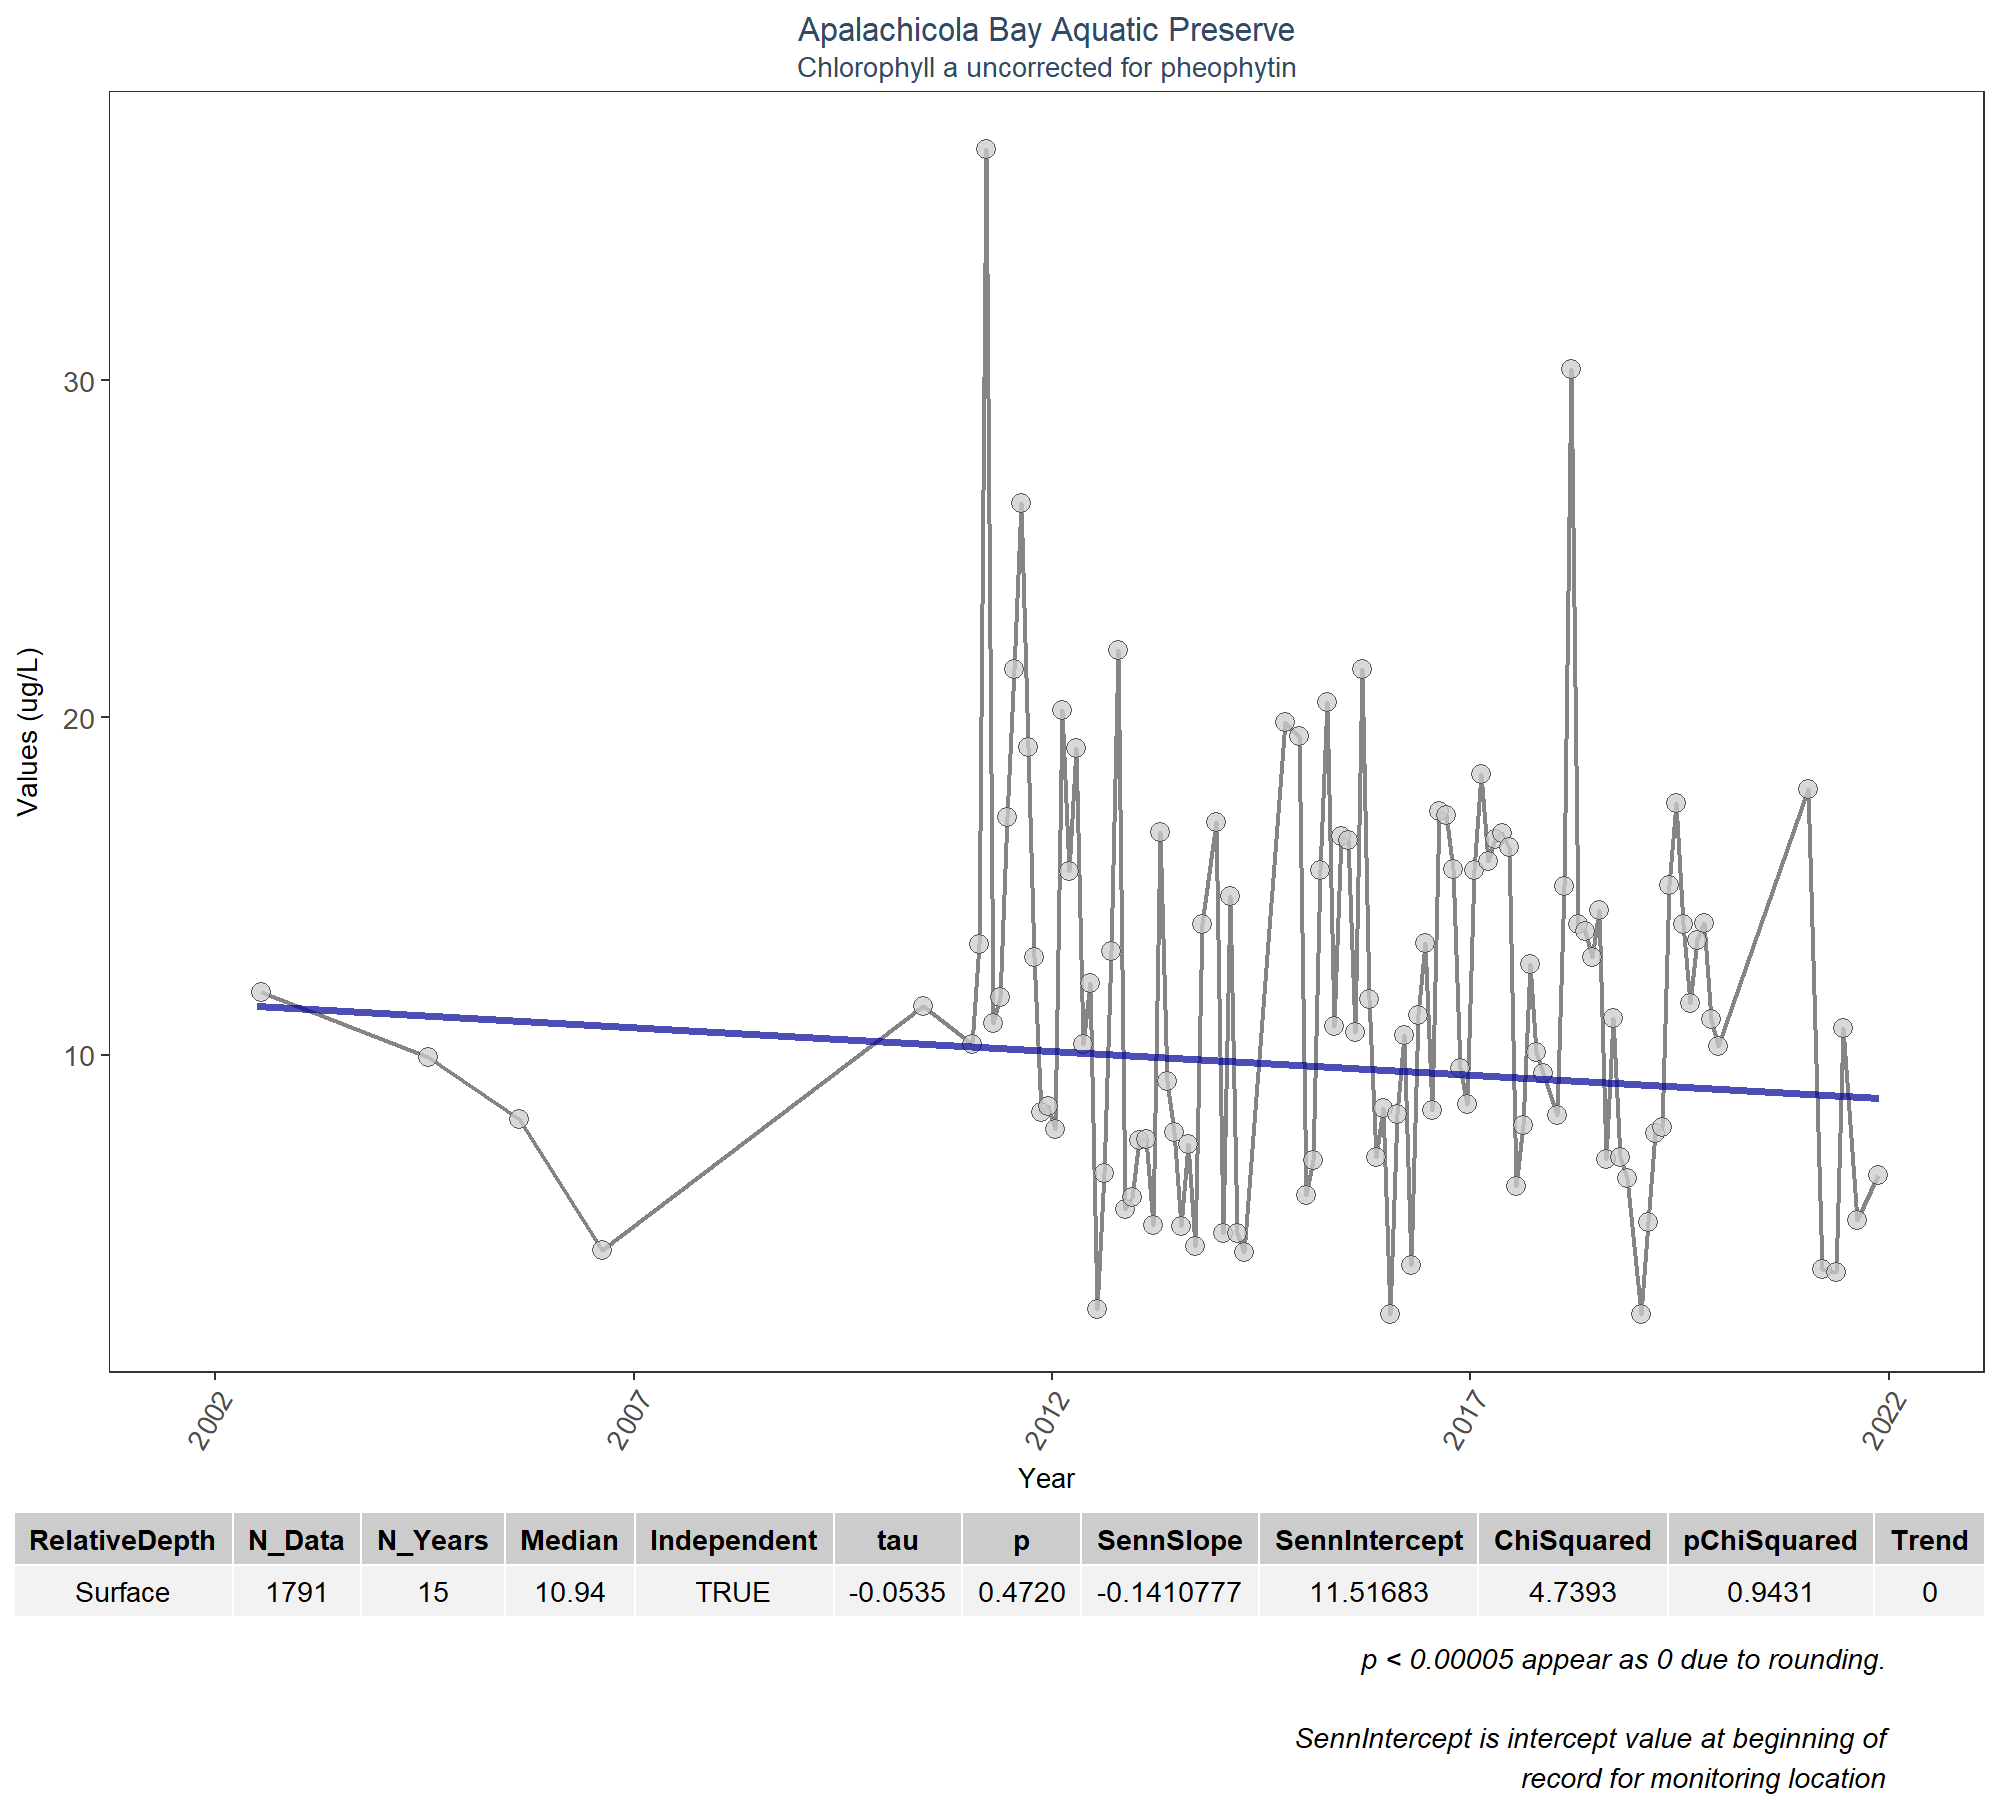 Apalachicola Bay Aquatic Preserve
Chlorophyll a uncorrected for pheophytin
Values (ug/L)
30
20
10
2002 2007 2012 2017 2022
Year
RelativeDepth N_Data N_Years Median Independent tau p SennSlope SennIntercept ChiSquared pChiSquared Trend
Surface 1791 15 10.94 TRUE -0.0535 0.4720 -0.1410777 11.51683 4.7393 0.9431 0
p < 0.00005 appear as 0 due to rounding.
SennIntercept is intercept value at beginning of
record for monitoring location